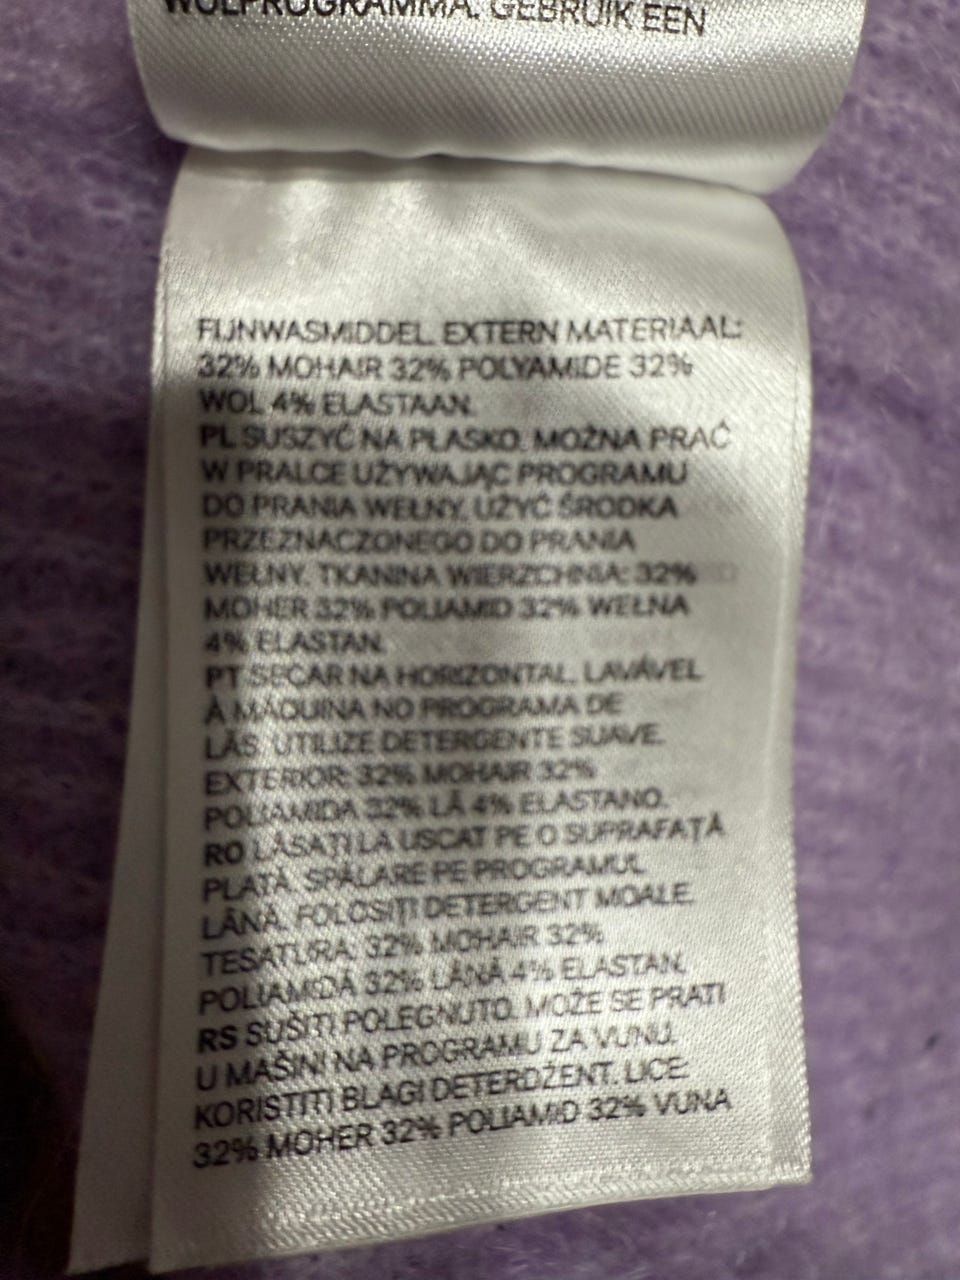 WOLPROGRAMMA. GEBRUIK EEN
FIJNWASMIDDEL. EXTERN MATERIAAL:
32% MOHAIR 32% POLYAMIDE 32%
WOL 4% ELASTAAN.
PL SUSZYĆ NA PŁASKO. MOŻNA PRAĆ
W PRALCE UŻYWAJĄC PROGRAMU
DO PRANIA WEŁNY. UŻYĆ ŚRODKA
PRZEZNACZONEGO DO PRANIA
WEŁNY. TKANINA WIERZCHNIA: 32%
MOHER 32% POLIAMID 32% WEŁNA
4% ELASTAN.
PT SECAR NA HORIZONTAL. LAVÁVEL
À MÁQUINA NO PROGRAMA DE
LÃS. UTILIZE DETERGENTE SUAVE.
EXTERIOR: 32% MOHAIR 32%
POLIAMIDA 32% LÃ 4% ELASTANO.
RO LĂSAȚI LA USCAT PE O SUPRAFAȚĂ
PLATĂ. SPĂLARE PE PROGRAMUL
LÂNĂ. FOLOSIȚI DETERGENT MOALE.
TESATURA: 32% MOHAIR 32%
POLIAMIDĂ 32% LÂNĂ 4% ELASTAN.
RS SUŠITI POLEGNUTO. MOŽE SE PRATI
U MAŠINI NA PROGRAMU ZA VUNU.
KORISTITI BLAGI DETERDŽENT. LICE:
32% MOHER 32% POLIAMID 32% VUNA